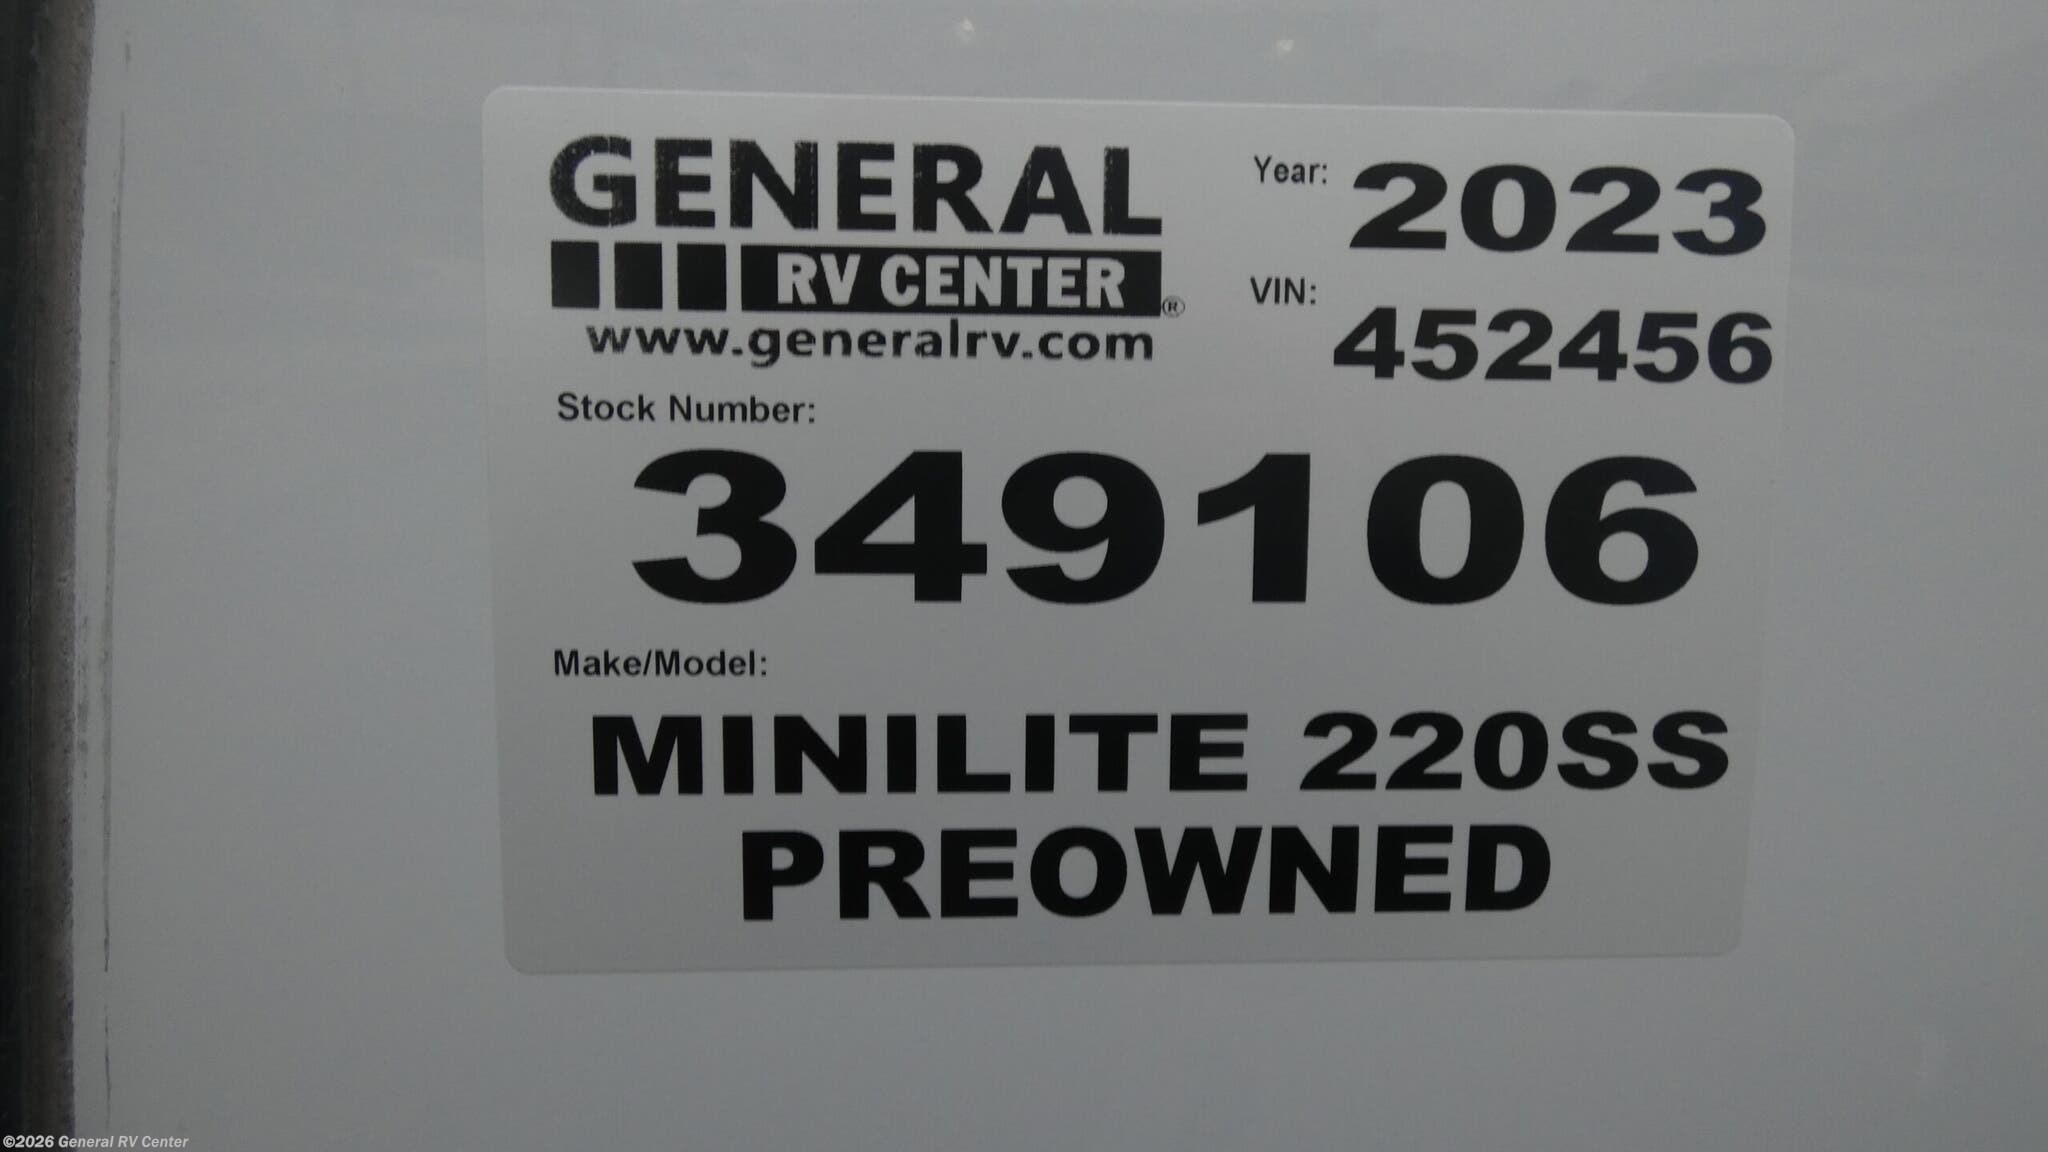 GENERAL
RV CENTER®
www.generalrv.com
Year: 2023
VIN: 452456
Stock Number:
349106
Make/Model:
MINILITE 220SS
PREOWNED
©2026 General RV Center